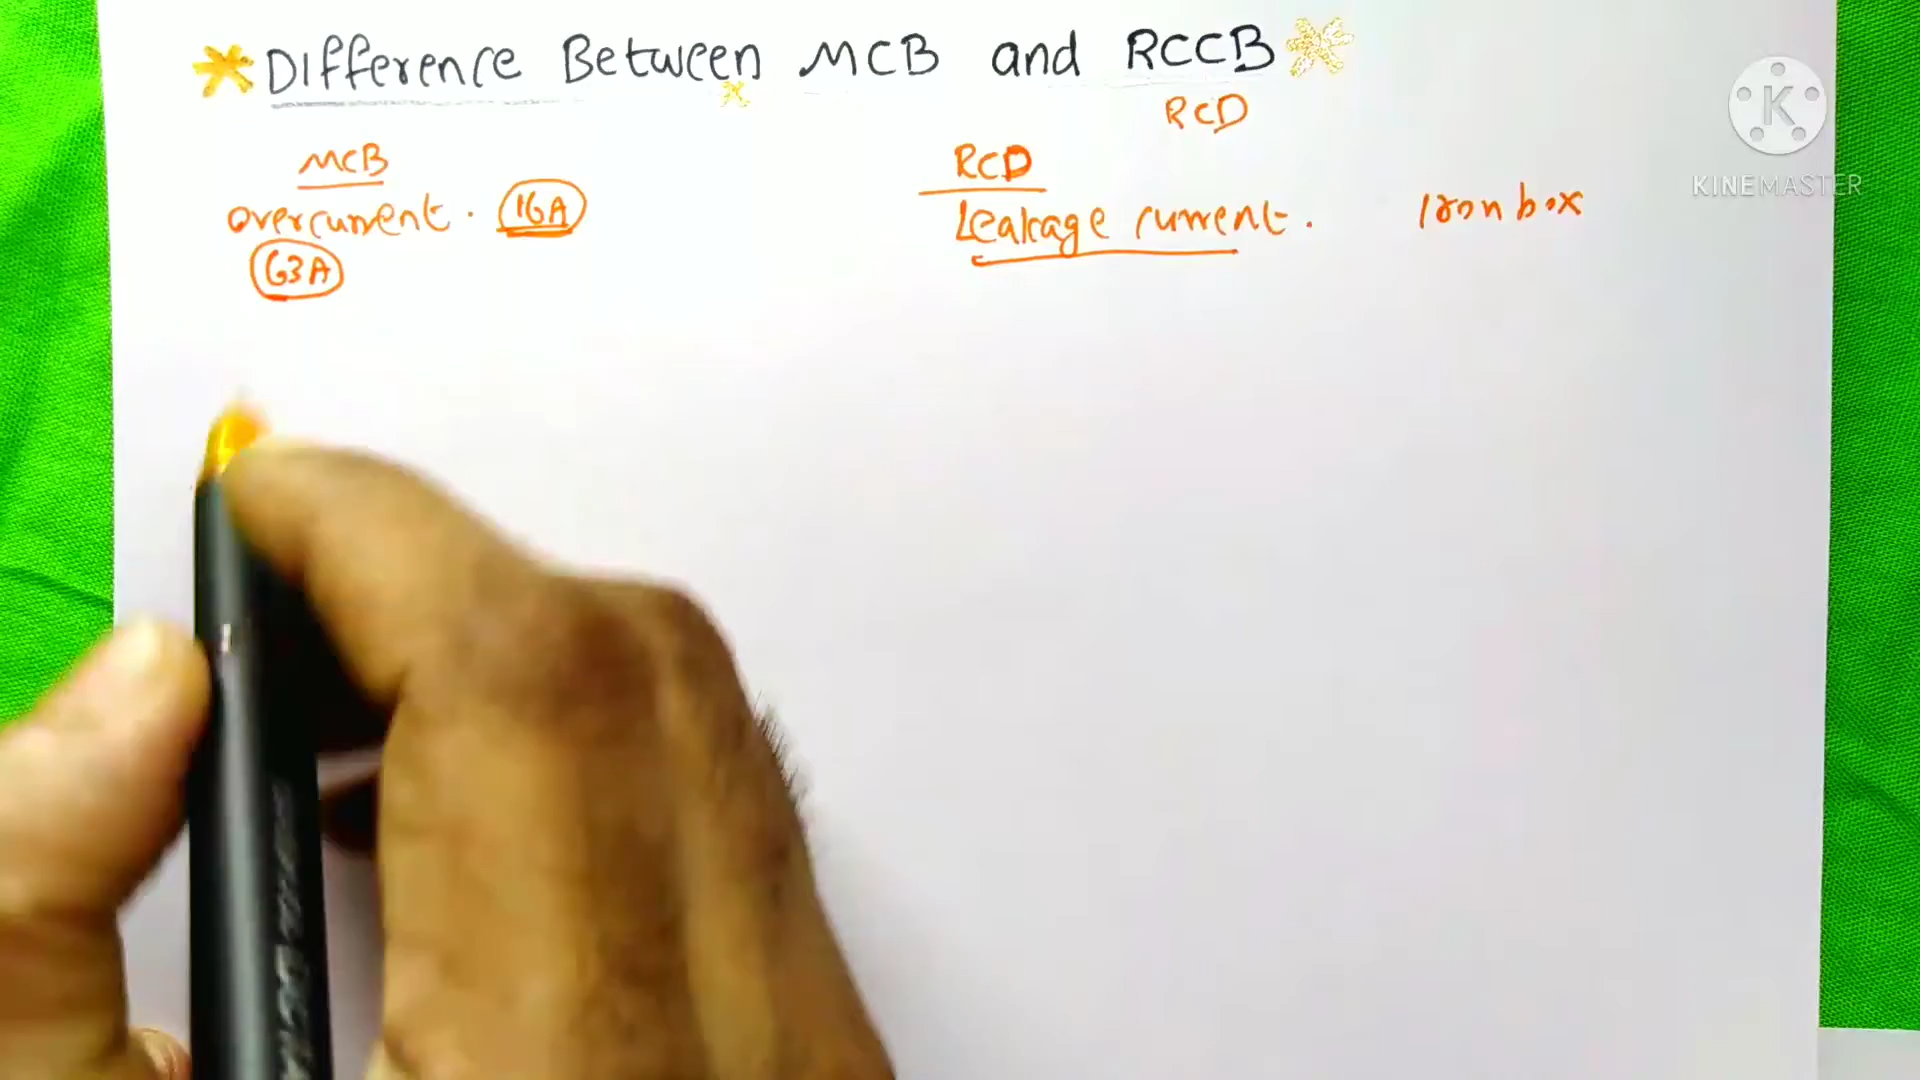 Difference Between MCB and RCCB
RCD
MCB
overcurrent. 16A
63A
RCD
Leakage current. Iron box
KINEMASTER